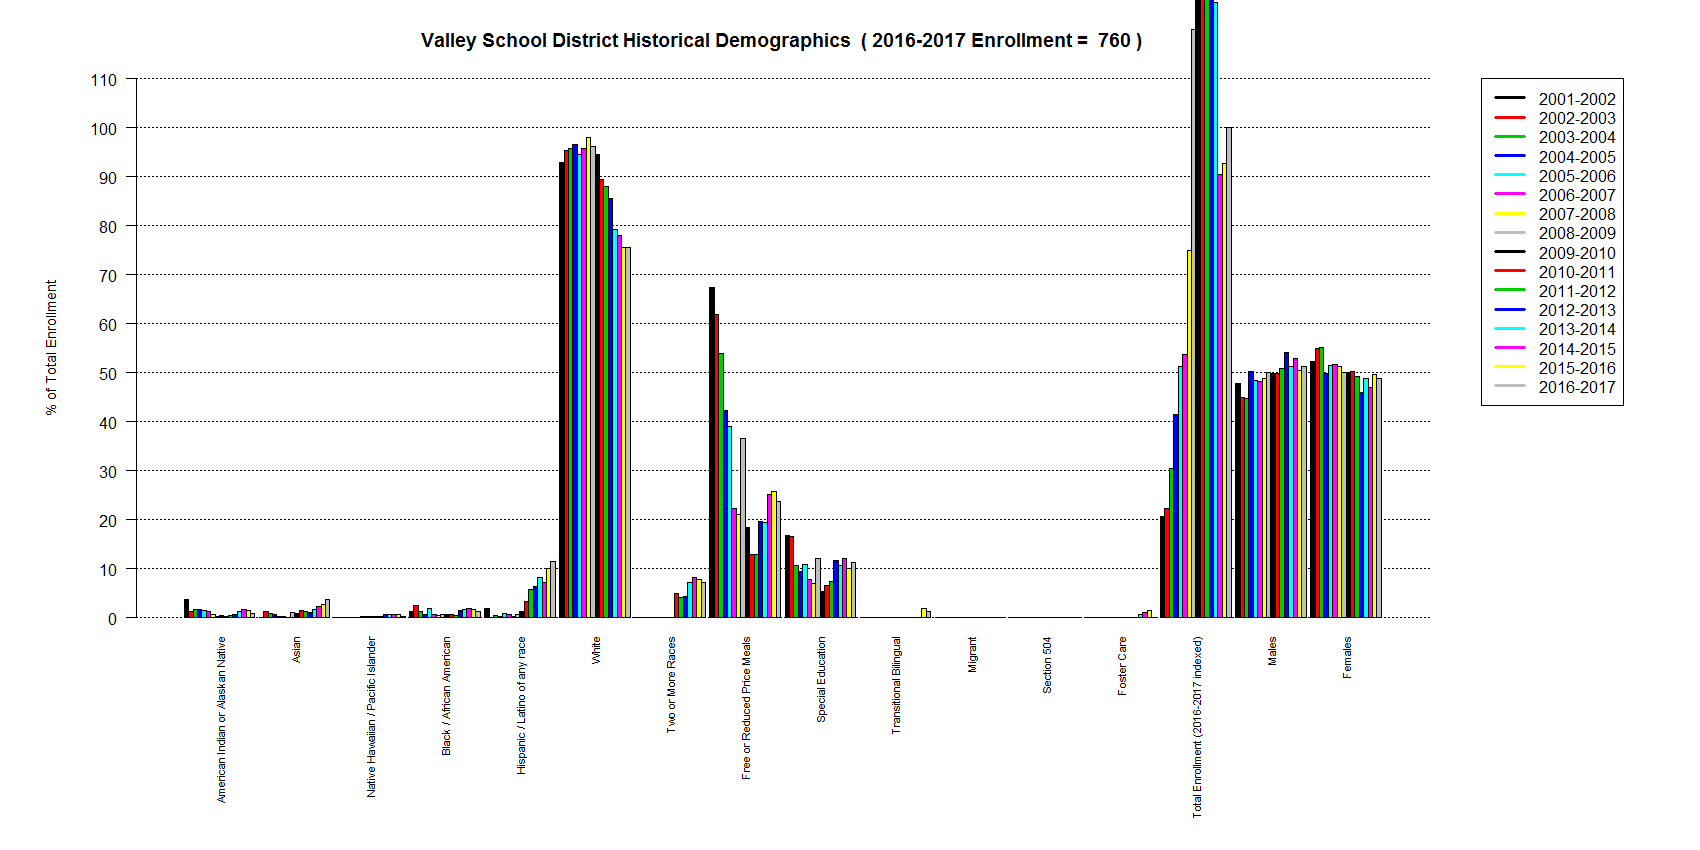 Valley School District Historical Demographics ( 2016-2017 Enrollment = 760 )
% of Total Enrollment
110
100
90
80
70
60
50
40
30
20
10
0
American Indian or Alaskan Native
Asian
Native Hawaiian / Pacific Islander
Black / African American
Hispanic / Latino of any race
White
Two or More Races
Free or Reduced Price Meals
Special Education
Transitional Bilingual
Migrant
Section 504
Foster Care
Total Enrollment (2016-2017 indexed)
Males
Females
2001-2002
2002-2003
2003-2004
2004-2005
2005-2006
2006-2007
2007-2008
2008-2009
2009-2010
2010-2011
2011-2012
2012-2013
2013-2014
2014-2015
2015-2016
2016-2017